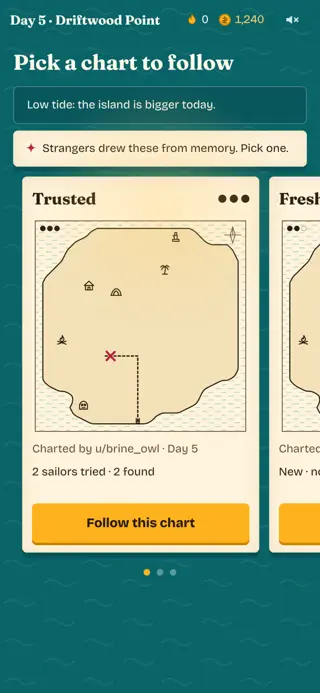 Day 5 · Driftwood Point
0
1,240
Pick a chart to follow
Low tide: the island is bigger today.
Strangers drew these from memory. Pick one.
Trusted
Charted by u/brine_owl · Day 5
2 sailors tried · 2 found
Follow this chart
Fresh
Charted
New · no